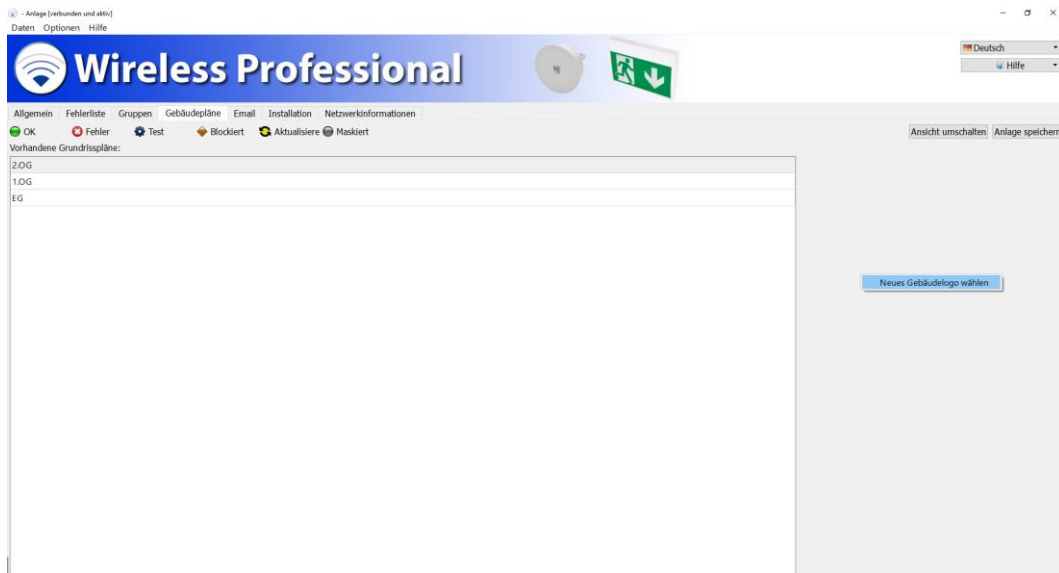 - Anlage [verbunden und aktiv]
Daten Optionen Hilfe
Wireless Professional
Deutsch
Hilfe
Allgemein Fehlerliste Gruppen Gebäudepläne Email Installation Netzwerkinformationen
OK Fehler Test Blockiert Aktualisiere Maskiert Ansicht umschalten Anlage speichern
Vorhandene Grundrisspläne:
2.OG
1.OG
EG
Neues Gebäudelogo wählen